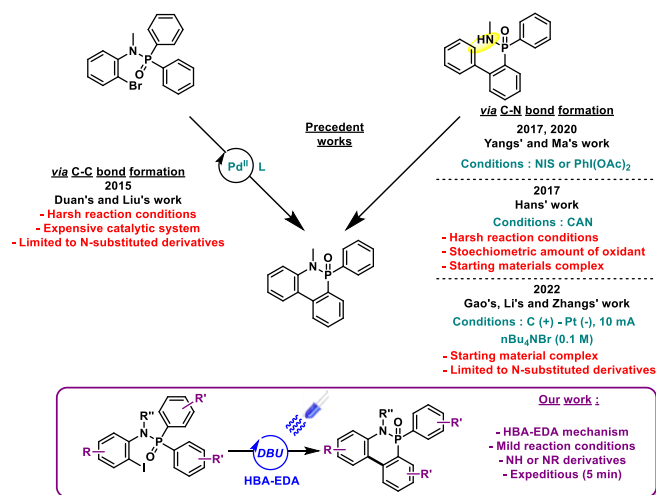 N
P
O
Br
HN
P
O
via C-N bond formation
2017, 2020
Yangs' and Ma's work
Conditions : NIS or PhI(OAc)2
2017
Hans' work
Conditions : CAN
- Harsh reaction conditions
- Stoechiometric amount of oxidant
- Starting materials complex
2022
Gao's, Li's and Zhangs' work
Conditions : C (+) - Pt (-), 10 mA
nBu4NBr (0.1 M)
- Starting material complex
- Limited to N-substituted derivatives
Precedent
works
PdII L
via C-C bond formation
2015
Duan's and Liu's work
- Harsh reaction conditions
- Expensive catalytic system
- Limited to N-substituted derivatives
O
N
P
R''
R'
N
P
O
R
I
R'
DBU
HBA-EDA
R''
O
R'
N
P
R
R'
Our work :
- HBA-EDA mechanism
- Mild reaction conditions
- NH or NR derivatives
- Expeditious (5 min)